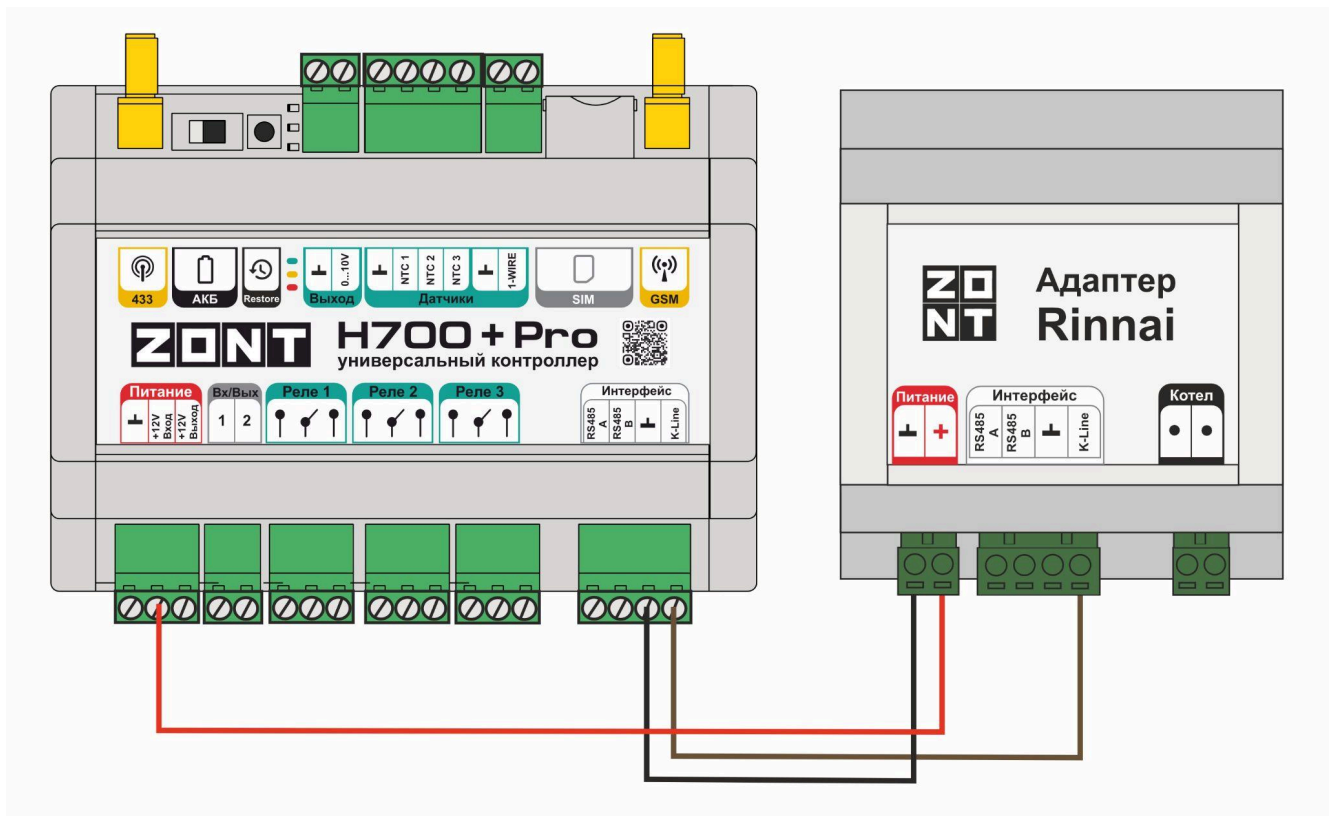 433
АКБ
Restore
0...10V
Выход
NTC 1
NTC 2
NTC 3
Датчики
1-WIRE
SIM
GSM
ZONT H700+Pro
универсальный контроллер
Питание
+12V
Вход
+12V
Выход
Вх/Вых
1 2
Реле 1
Реле 2
Реле 3
Интерфейс
RS485
A
RS485
B
K-Line
ZONT
Адаптер
Rinnai
Питание
+
Интерфейс
RS485
A
RS485
B
K-Line
Котел